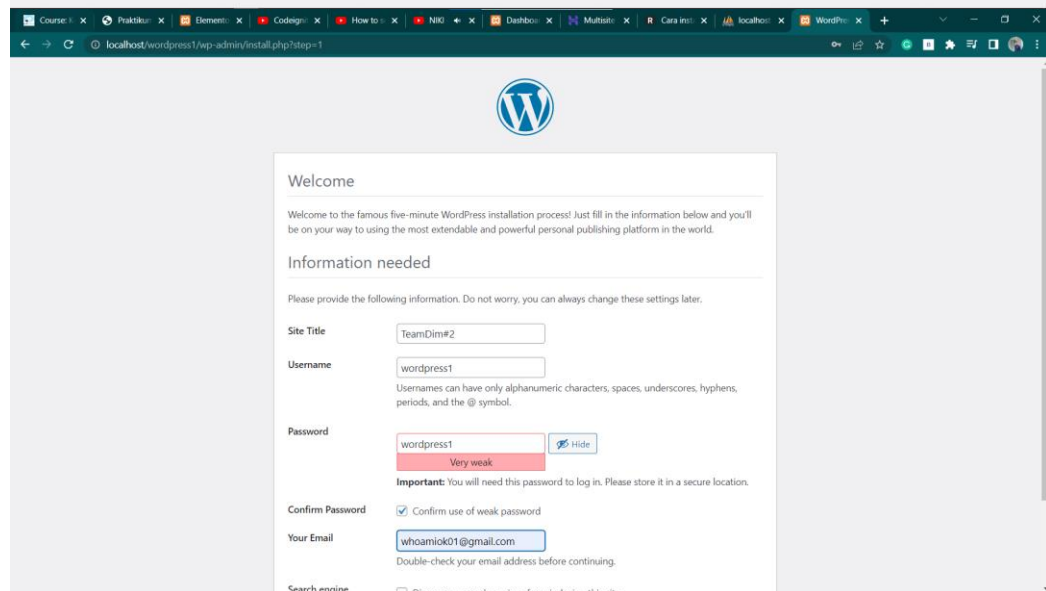 Course: K
Praktikun
Elemento
Codeigni
How to s
NIKI
Dashboa
Multisite
Cara inst
localhost
WordPre
localhost/wordpress1/wp-admin/install.php?step=1
Welcome
Welcome to the famous five-minute WordPress installation process! Just fill in the information below and you'll
be on your way to using the most extendable and powerful personal publishing platform in the world.
Information needed
Please provide the following information. Do not worry, you can always change these settings later.
Site Title
TeamDim#2
Username
wordpress1
Usernames can have only alphanumeric characters, spaces, underscores, hyphens,
periods, and the @ symbol.
Password
wordpress1
Hide
Very weak
Important: You will need this password to log in. Please store it in a secure location.
Confirm Password
Confirm use of weak password
Your Email
whoamiok01@gmail.com
Double-check your email address before continuing.
Search engine